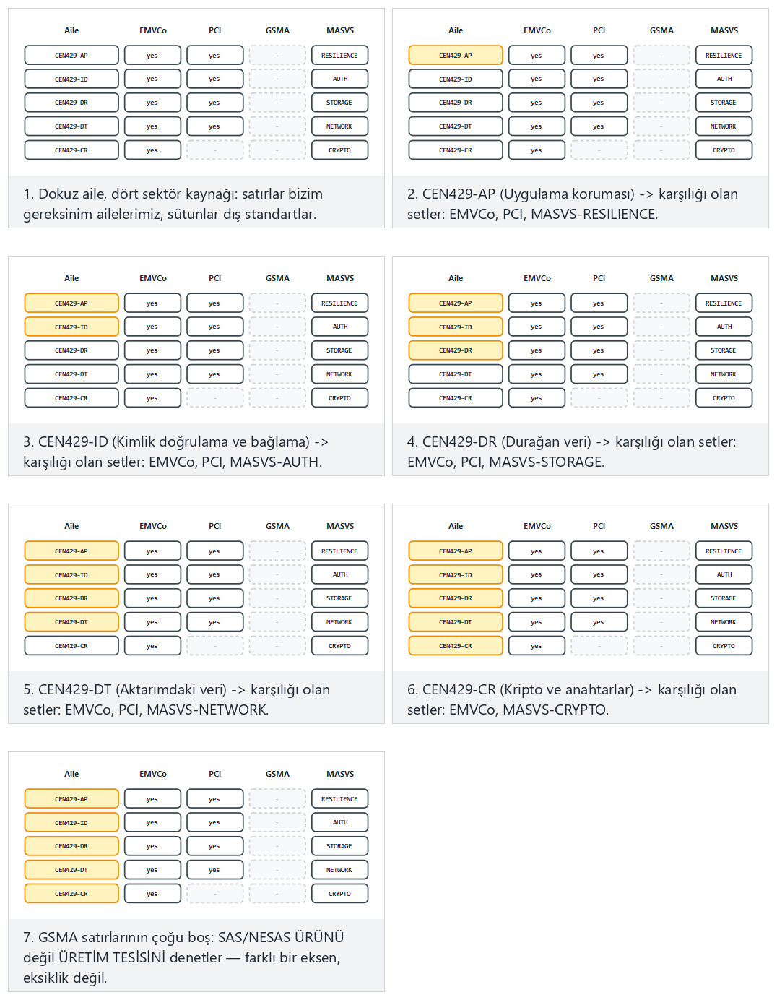 Aile EMVCo PCI GSMA MASVS
CEN429-AP yes yes - RESILIENCE
CEN429-ID yes yes - AUTH
CEN429-DR yes yes - STORAGE
CEN429-DT yes yes - NETWORK
CEN429-CR yes - - CRYPTO
1. Dokuz aile, dört sektör kaynağı: satırlar bizim
gereksinim ailelerimiz, sütunlar dış standartlar.
Aile EMVCo PCI GSMA MASVS
CEN429-AP yes yes - RESILIENCE
CEN429-ID yes yes - AUTH
CEN429-DR yes yes - STORAGE
CEN429-DT yes yes - NETWORK
CEN429-CR yes - - CRYPTO
2. CEN429-AP (Uygulama koruması) -> karşılığı olan
setler: EMVCo, PCI, MASVS-RESILIENCE.
Aile EMVCo PCI GSMA MASVS
CEN429-AP yes yes - RESILIENCE
CEN429-ID yes yes - AUTH
CEN429-DR yes yes - STORAGE
CEN429-DT yes yes - NETWORK
CEN429-CR yes - - CRYPTO
3. CEN429-ID (Kimlik doğrulama ve bağlama) ->
karşılığı olan setler: EMVCo, PCI, MASVS-AUTH.
Aile EMVCo PCI GSMA MASVS
CEN429-AP yes yes - RESILIENCE
CEN429-ID yes yes - AUTH
CEN429-DR yes yes - STORAGE
CEN429-DT yes yes - NETWORK
CEN429-CR yes - - CRYPTO
4. CEN429-DR (Durağan veri) -> karşılığı olan setler:
EMVCo, PCI, MASVS-STORAGE.
Aile EMVCo PCI GSMA MASVS
CEN429-AP yes yes - RESILIENCE
CEN429-ID yes yes - AUTH
CEN429-DR yes yes - STORAGE
CEN429-DT yes yes - NETWORK
CEN429-CR yes - - CRYPTO
5. CEN429-DT (Aktarımdaki veri) -> karşılığı olan
setler: EMVCo, PCI, MASVS-NETWORK.
Aile EMVCo PCI GSMA MASVS
CEN429-AP yes yes - RESILIENCE
CEN429-ID yes yes - AUTH
CEN429-DR yes yes - STORAGE
CEN429-DT yes yes - NETWORK
CEN429-CR yes - - CRYPTO
6. CEN429-CR (Kripto ve anahtarlar) -> karşılığı olan
setler: EMVCo, MASVS-CRYPTO.
Aile EMVCo PCI GSMA MASVS
CEN429-AP yes yes - RESILIENCE
CEN429-ID yes yes - AUTH
CEN429-DR yes yes - STORAGE
CEN429-DT yes yes - NETWORK
CEN429-CR yes - - CRYPTO
7. GSMA satırlarının çoğu boş: SAS/NESAS ÜRÜNÜ
değil ÜRETİM TESİSİNİ denetler — farklı bir eksen,
eksiklik değil.